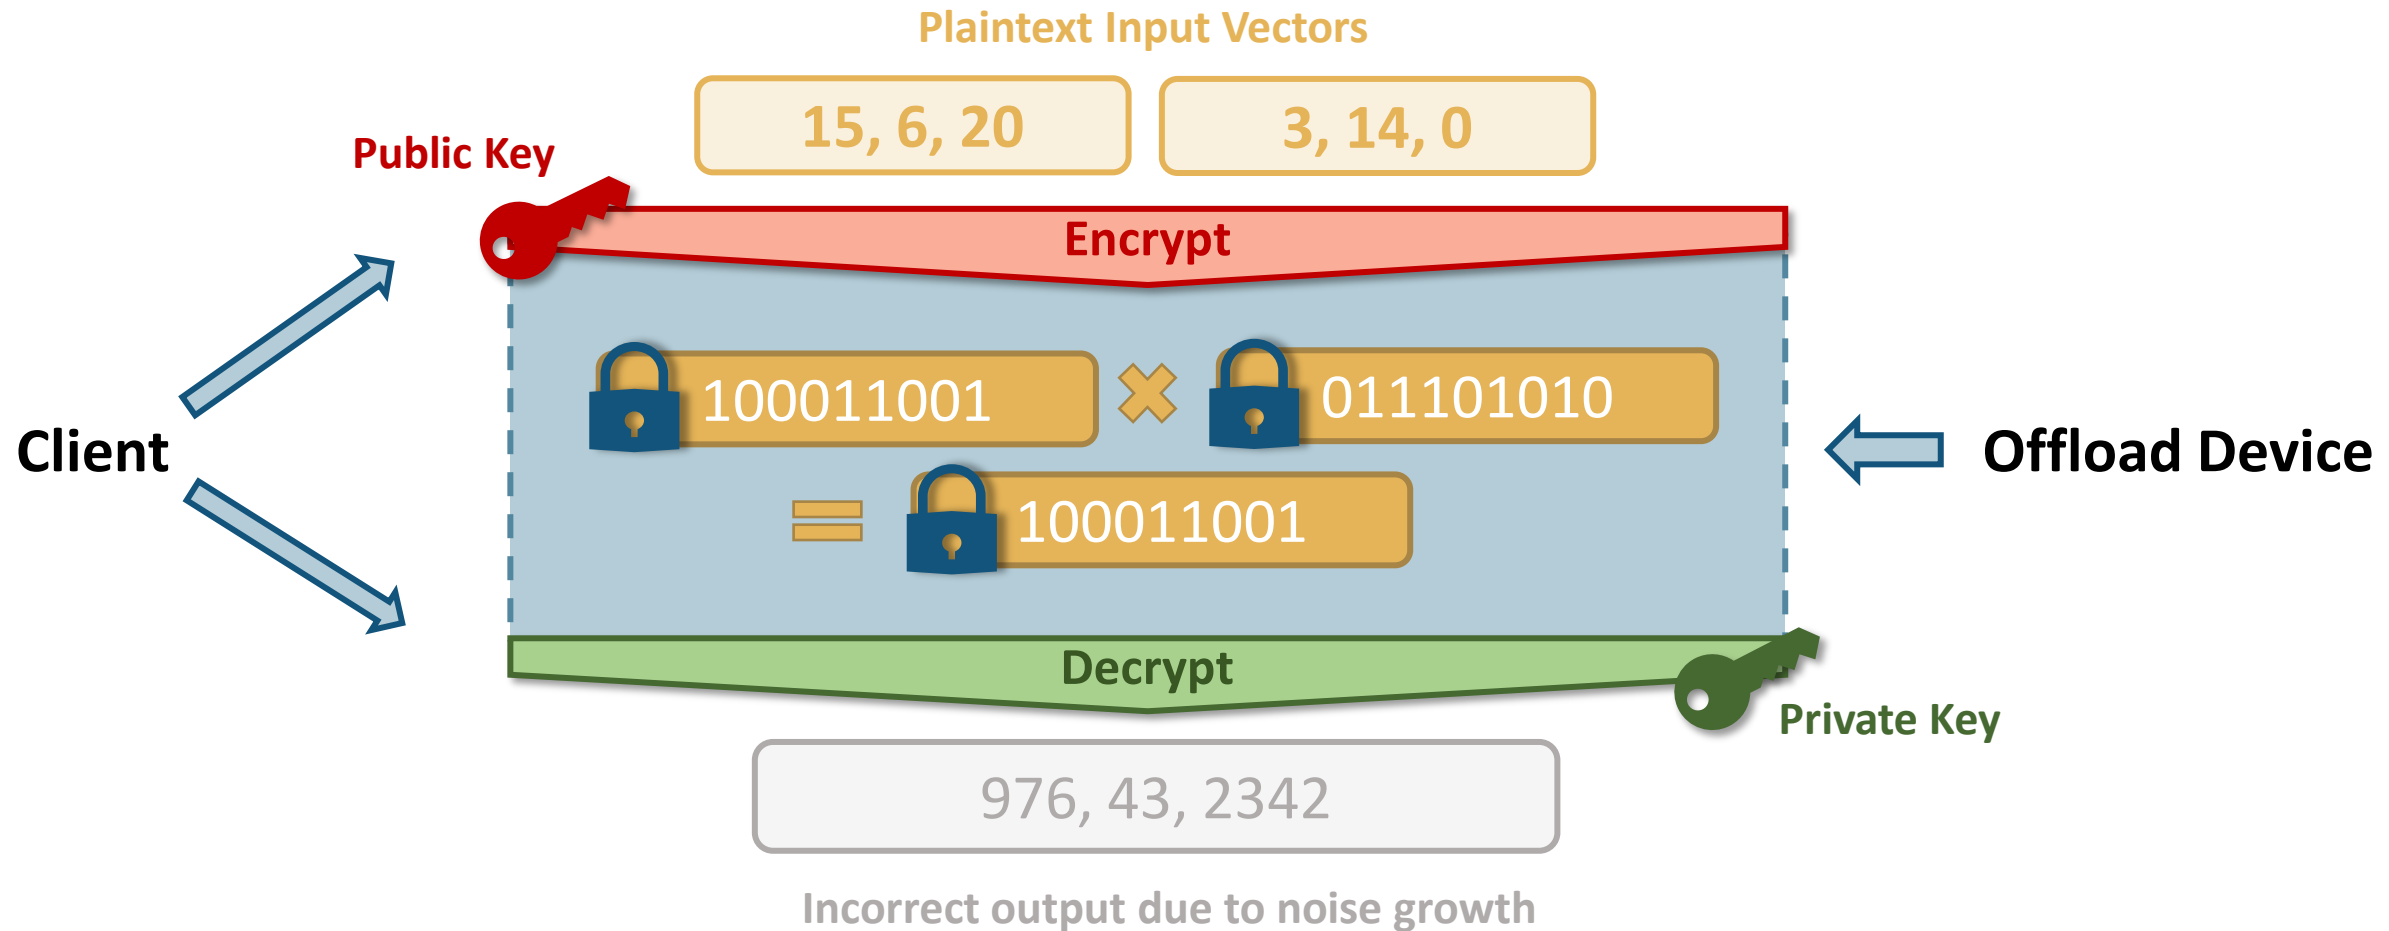 Plaintext Input Vectors
15, 6, 20
3, 14, 0
Public Key
Encrypt
100011001
011101010
Client
Offload Device
100011001
Decrypt
Private Key
976, 43, 2342
Incorrect output due to noise growth